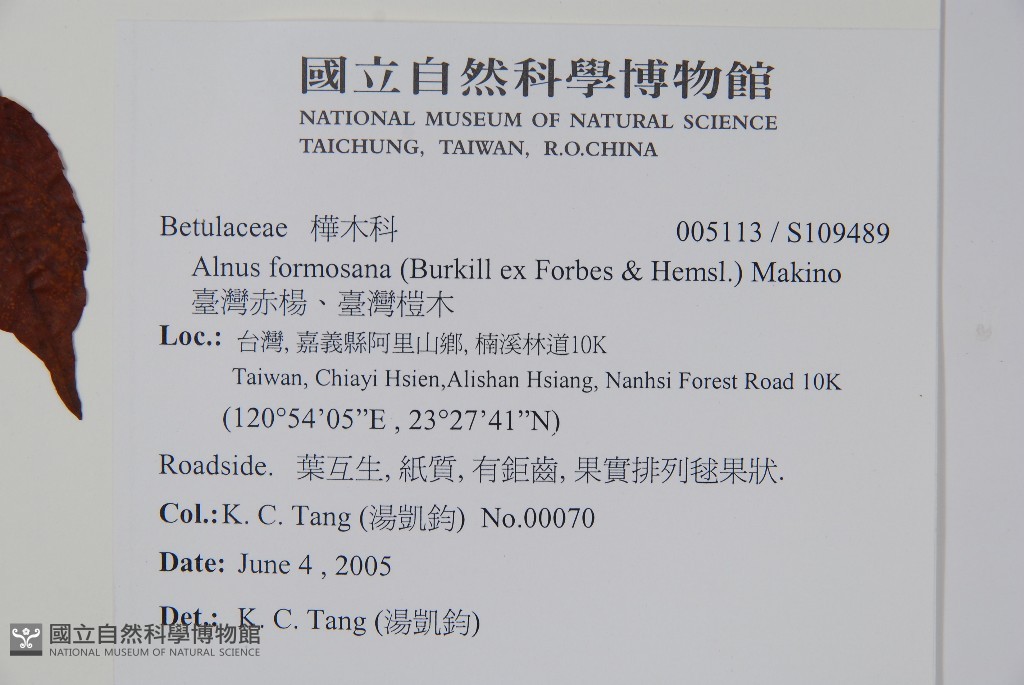 國立自然科學博物館
NATIONAL MUSEUM OF NATURAL SCIENCE
TAICHUNG, TAIWAN, R.O.CHINA
Betulaceae 樺木科 005113 / S109489
Alnus formosana (Burkill ex Forbes & Hemsl.) Makino
臺灣赤楊、臺灣榿木
Loc.: 台灣, 嘉義縣阿里山鄉, 楠溪林道10K
Taiwan, Chiayi Hsien,Alishan Hsiang, Nanhsi Forest Road 10K
(120°54’05”E , 23°27’41”N)
Roadside. 葉互生, 紙質, 有鉅齒, 果實排列毬果狀.
Col.:K. C. Tang (湯凱鈞) No.00070
Date: June 4 , 2005
Det.: K. C. Tang (湯凱鈞)
國立自然科學博物館
NATIONAL MUSEUM OF NATURAL SCIENCE